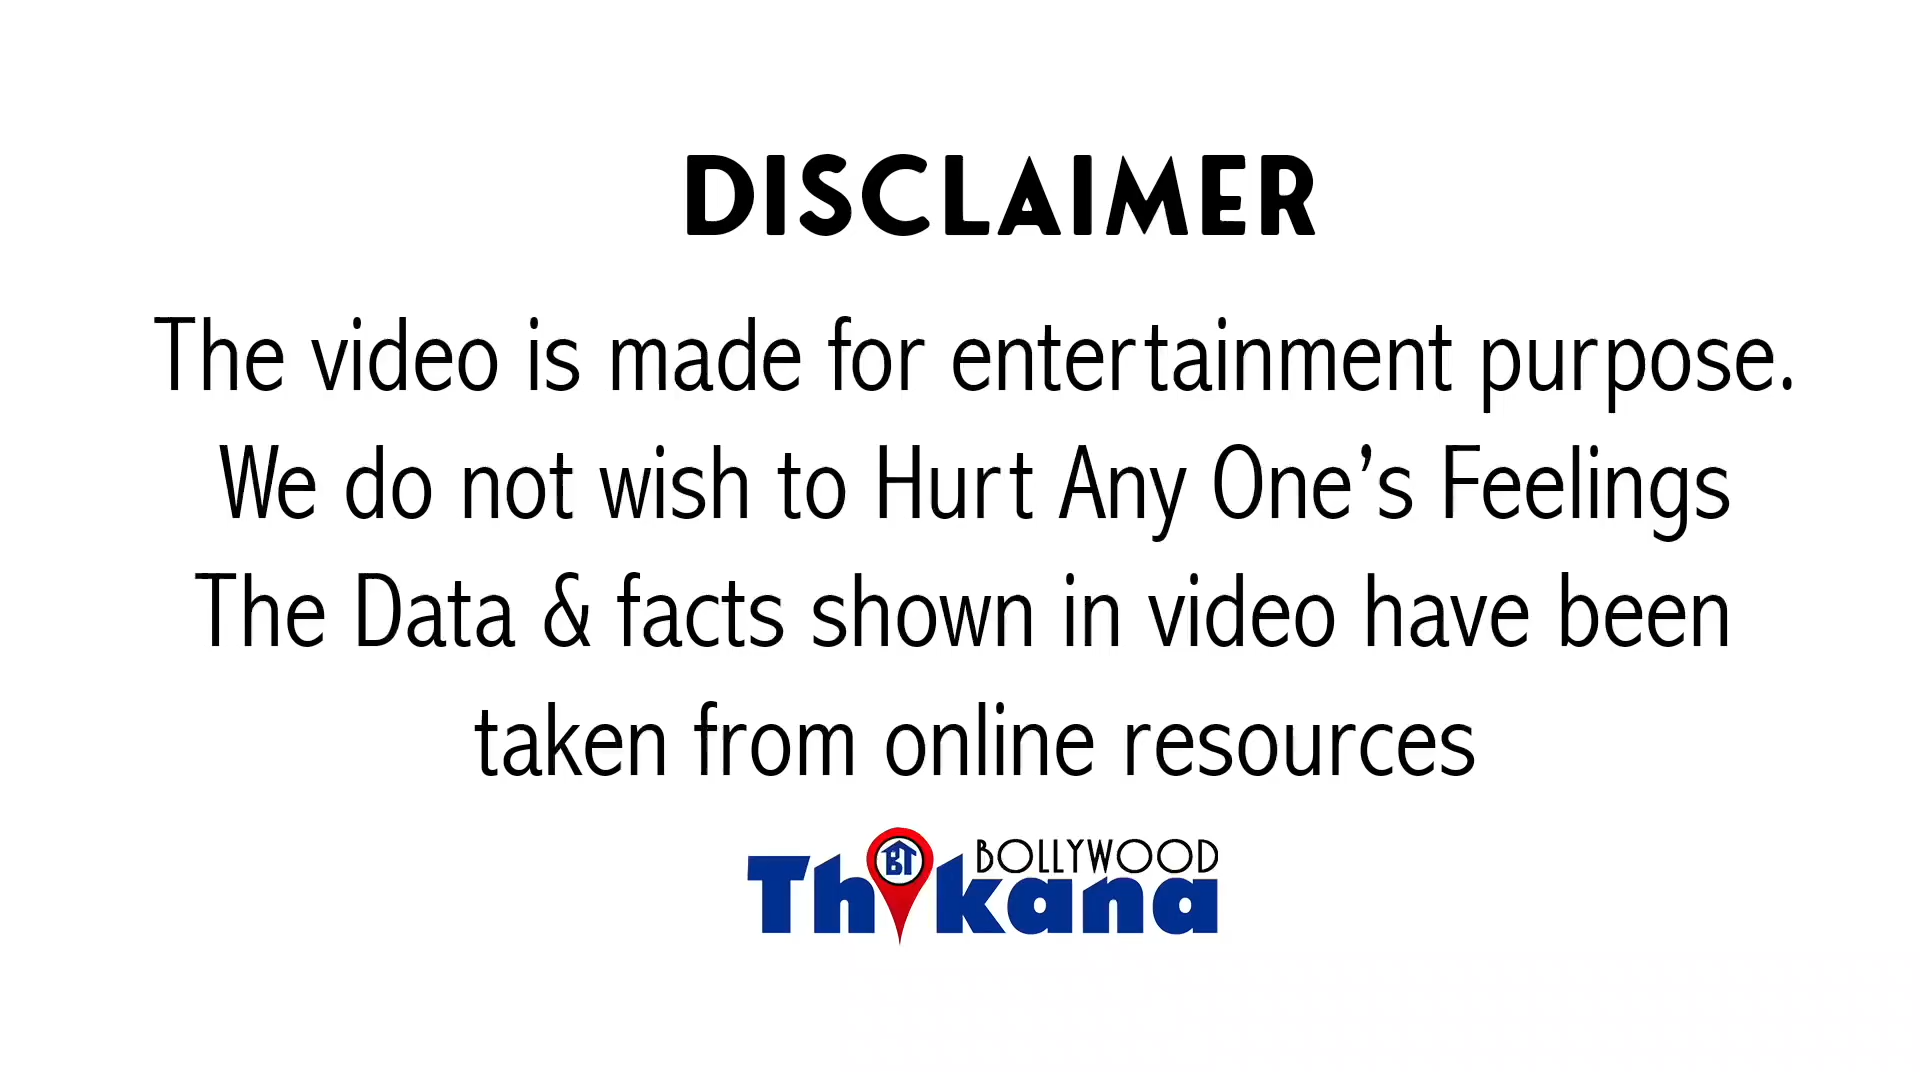 DISCLAIMER
The video is made for entertainment purpose.
We do not wish to Hurt Any One’s Feelings
The Data & facts shown in video have been
taken from online resources
BT
BOLLYWOOD
Thikana